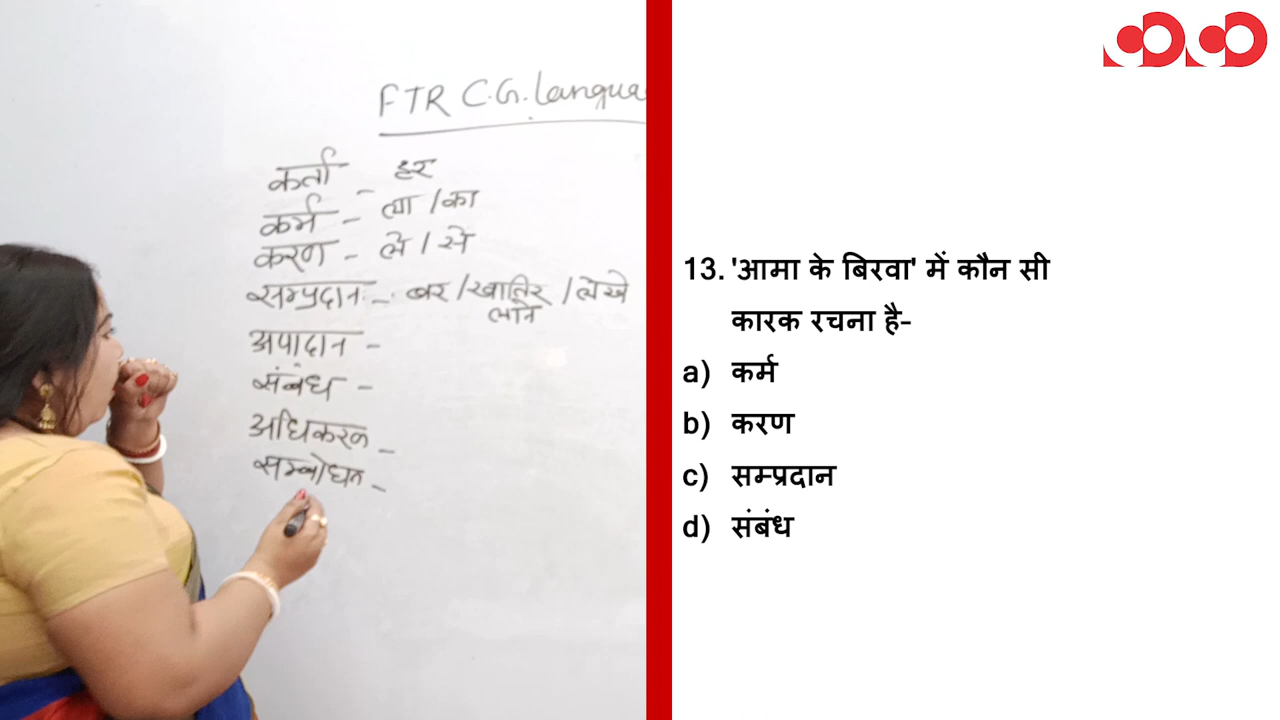 FTR C.G. Langua
कर्ता - हर
कर्म - ला / का
करण - ले / से
सम्प्रदान - बर / खातिर / लेखे
लाने
अपादान -
संबंध -
अधिकरण -
सम्बोधन -
13. 'आमा के बिरवा' में कौन सी
कारक रचना है-
a) कर्म
b) करण
c) सम्प्रदान
d) संबंध